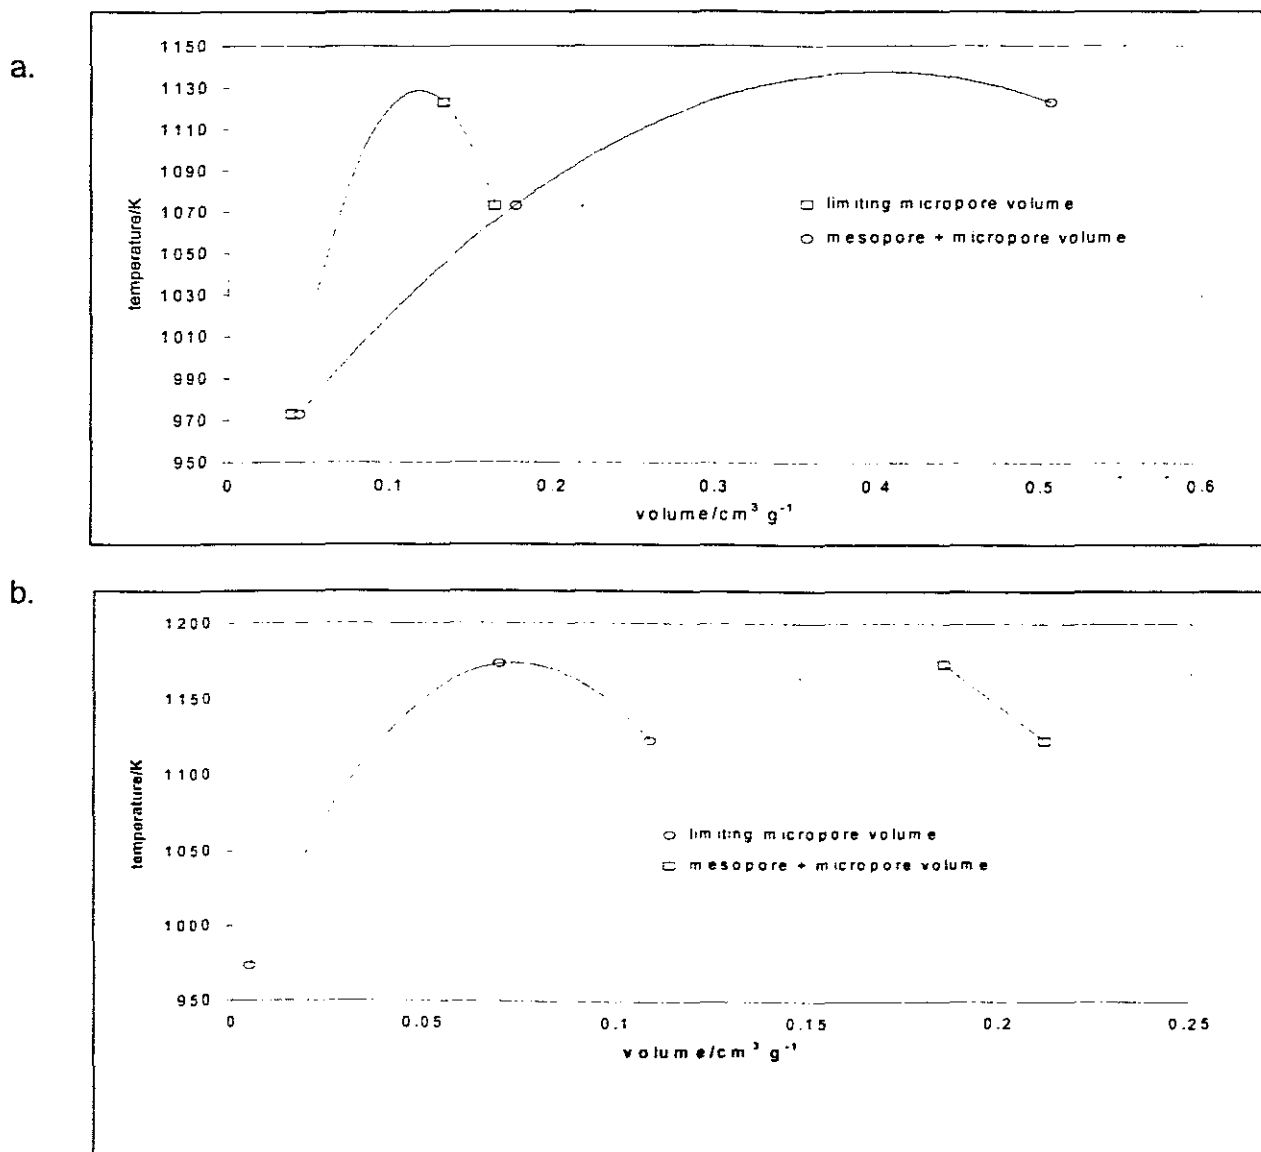 a.
temperature/K
1150
1130
1110
1090
1070
1050
1030
1010
990
970
950
0 0.1 0.2 0.3 0.4 0.5 0.6
volume/cm³ g⁻¹
limiting micropore volume
mesopore + micropore volume
b.
temperature/K
1200
1150
1100
1050
1000
950
0 0.05 0.1 0.15 0.2 0.25
volume/cm³ g⁻¹
limiting micropore volume
mesopore + micropore volume